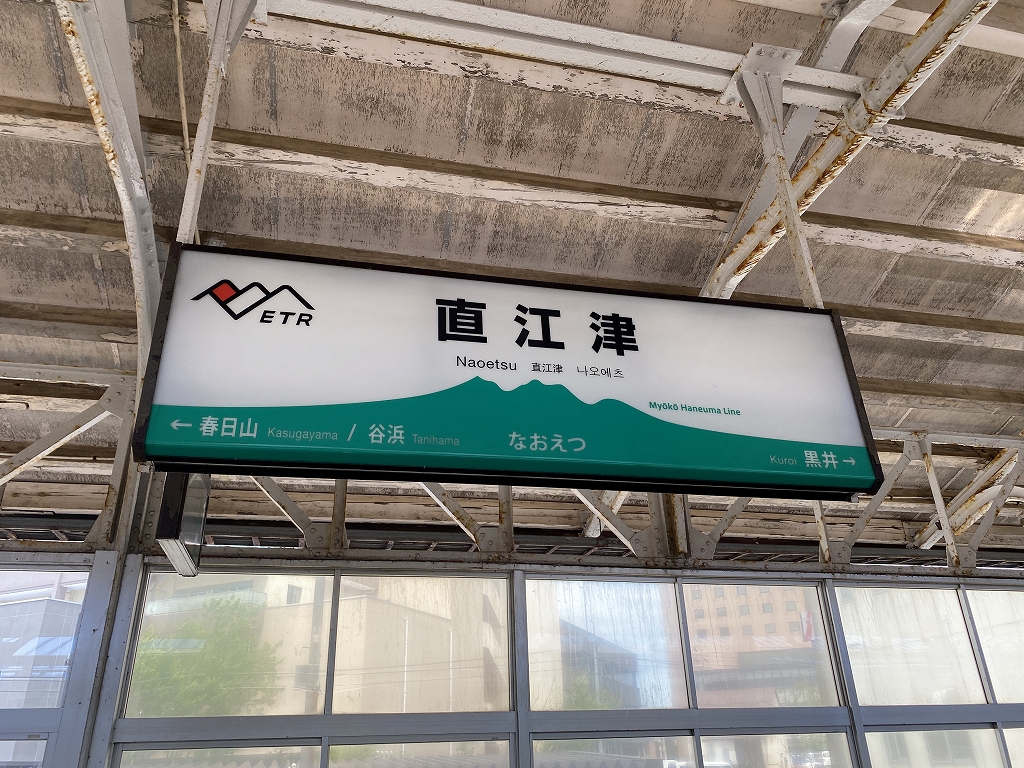 ETR
直江津
Naoetsu 直江津 나오에츠
Myōkō Haneuma Line
← 春日山 Kasugayama / 谷浜 Tanihama
なおえつ
Kuroi 黒井 →